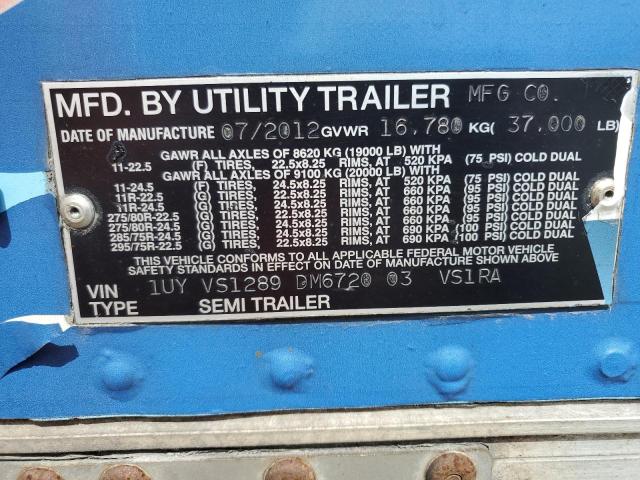 MFD. BY UTILITY TRAILER MFG CO.
DATE OF MANUFACTURE 07/2012 GVWR 16,780 KG( 37,000 LB)
GAWR ALL AXLES OF 8620 KG (19000 LB) WITH
11-22.5 (F) TIRES, 22.5x8.25 RIMS, AT 520 KPA (75 PSI) COLD DUAL
GAWR ALL AXLES OF 9100 KG (20000 LB) WITH
11-24.5 (F) TIRES, 24.5x8.25 RIMS, AT 520 KPA (75 PSI) COLD DUAL
11R-22.5 (G) TIRES, 22.5x8.25 RIMS, AT 660 KPA (95 PSI) COLD DUAL
11R-24.5 (G) TIRES, 24.5x8.25 RIMS, AT 660 KPA (95 PSI) COLD DUAL
275/80R-22.5 (G) TIRES, 22.5x8.25 RIMS, AT 660 KPA (95 PSI) COLD DUAL
275/80R-24.5 (G) TIRES, 24.5x8.25 RIMS, AT 660 KPA (95 PSI) COLD DUAL
285/75R-24.5 (G) TIRES, 24.5x8.25 RIMS, AT 690 KPA (100 PSI) COLD DUAL
295/75R-22.5 (G) TIRES, 22.5x8.25 RIMS, AT 690 KPA (100 PSI) COLD DUAL
THIS VEHICLE CONFORMS TO ALL APPLICABLE FEDERAL MOTOR VEHICLE
SAFETY STANDARDS IN EFFECT ON DATE OF MANUFACTURE SHOWN ABOVE.
VIN 1UY VS1289 DM6720 03 VS1RA
TYPE SEMI TRAILER